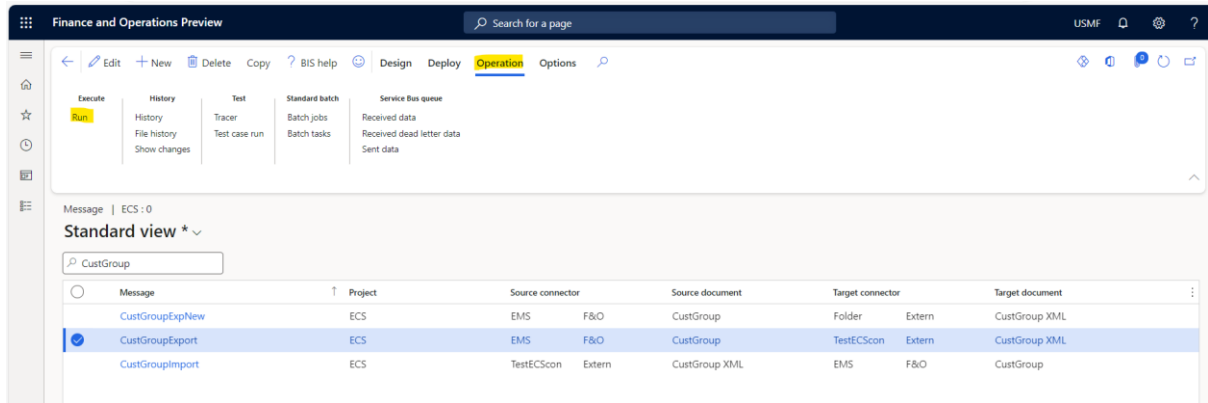 Finance and Operations Preview Search for a page USMF ?
Edit New Delete Copy ? BIS help Design Deploy Operation Options 0
Execute History Test Standard batch Service Bus queue
Run History Tracer Batch jobs Received data
File history Test case run Batch tasks Received dead letter data
Show changes Sent data
Message | ECS : 0
Standard view *
CustGroup
Message ↑ Project Source connector Source document Target connector Target document
CustGroupExpNew ECS EMS F&O CustGroup Folder Extern CustGroup XML
CustGroupExport ECS EMS F&O CustGroup TestECScon Extern CustGroup XML
CustGroupImport ECS TestECScon Extern CustGroup XML EMS F&O CustGroup